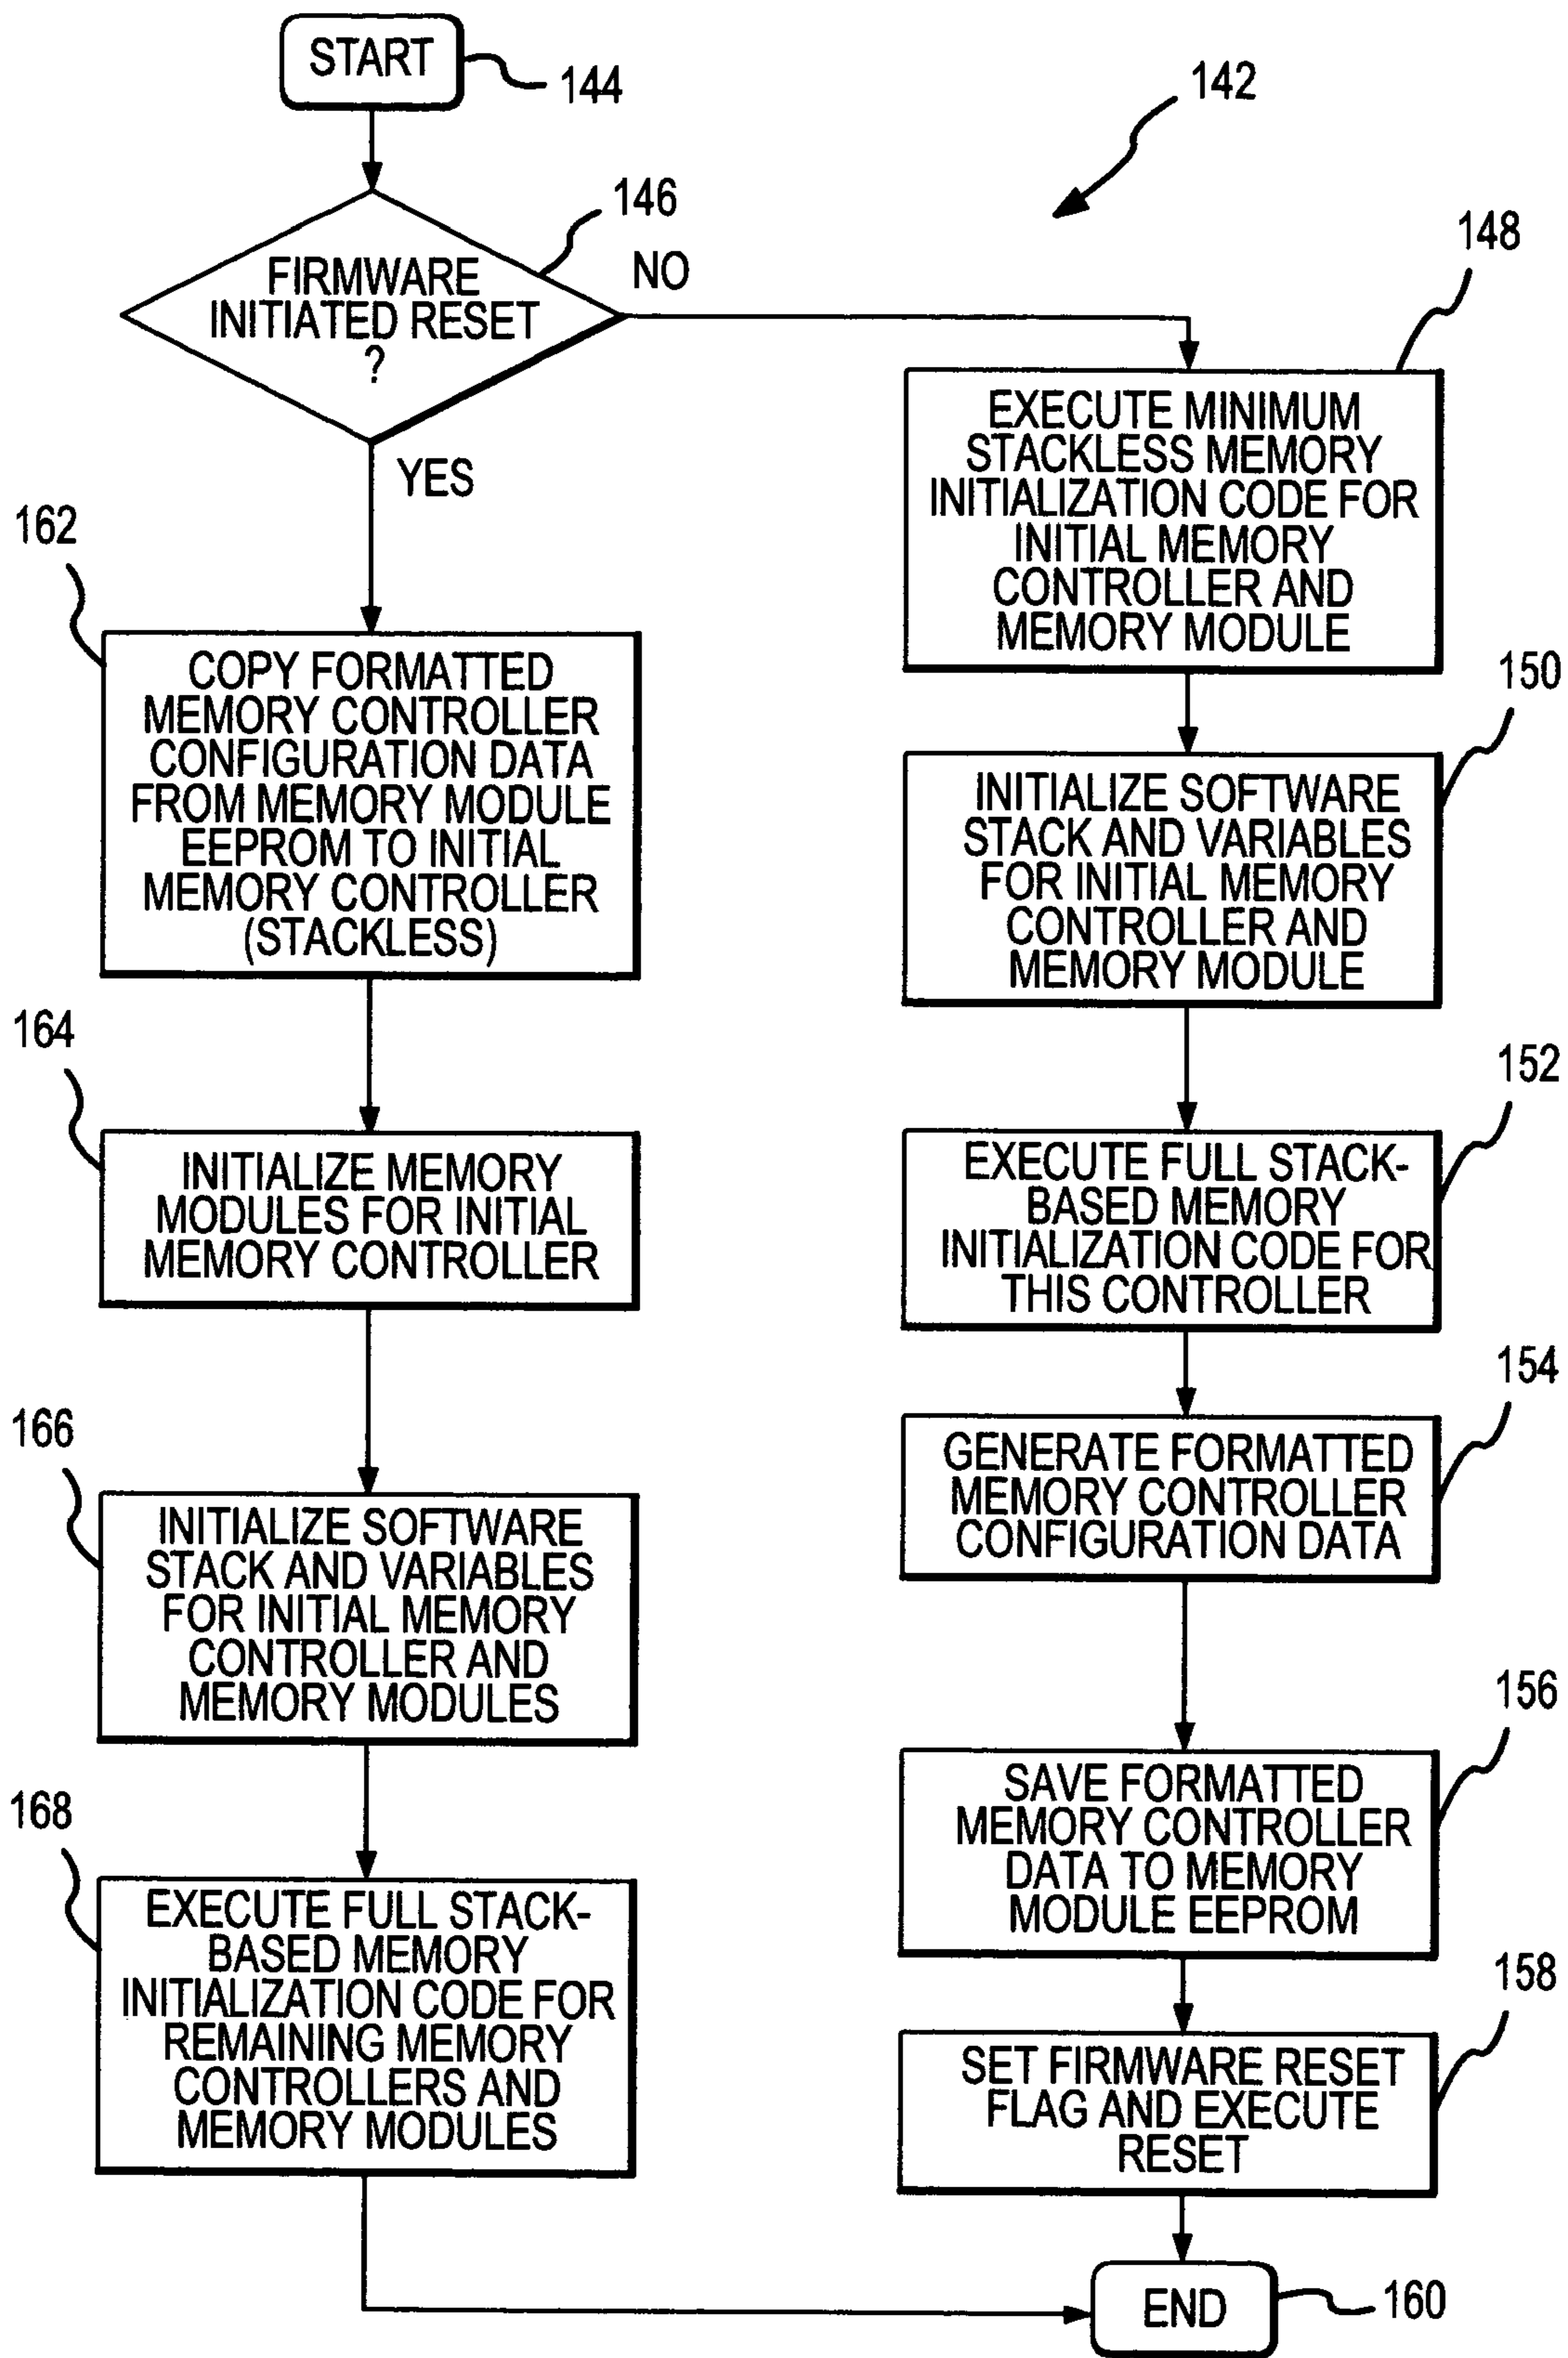 START
144
142
146
FIRMWARE
INITIATED RESET
?
NO
YES
148
EXECUTE MINIMUM
STACKLESS MEMORY
INITIALIZATION CODE FOR
INITIAL MEMORY
CONTROLLER AND
MEMORY MODULE
150
INITIALIZE SOFTWARE
STACK AND VARIABLES
FOR INITIAL MEMORY
CONTROLLER AND
MEMORY MODULE
152
EXECUTE FULL STACK-
BASED MEMORY
INITIALIZATION CODE FOR
THIS CONTROLLER
154
GENERATE FORMATTED
MEMORY CONTROLLER
CONFIGURATION DATA
156
SAVE FORMATTED
MEMORY CONTROLLER
DATA TO MEMORY
MODULE EEPROM
158
SET FIRMWARE RESET
FLAG AND EXECUTE
RESET
162
COPY FORMATTED
MEMORY CONTROLLER
CONFIGURATION DATA
FROM MEMORY MODULE
EEPROM TO INITIAL
MEMORY CONTROLLER
(STACKLESS)
164
INITIALIZE MEMORY
MODULES FOR INITIAL
MEMORY CONTROLLER
166
INITIALIZE SOFTWARE
STACK AND VARIABLES
FOR INITIAL MEMORY
CONTROLLER AND
MEMORY MODULES
168
EXECUTE FULL STACK-
BASED MEMORY
INITIALIZATION CODE FOR
REMAINING MEMORY
CONTROLLERS AND
MEMORY MODULES
END
160